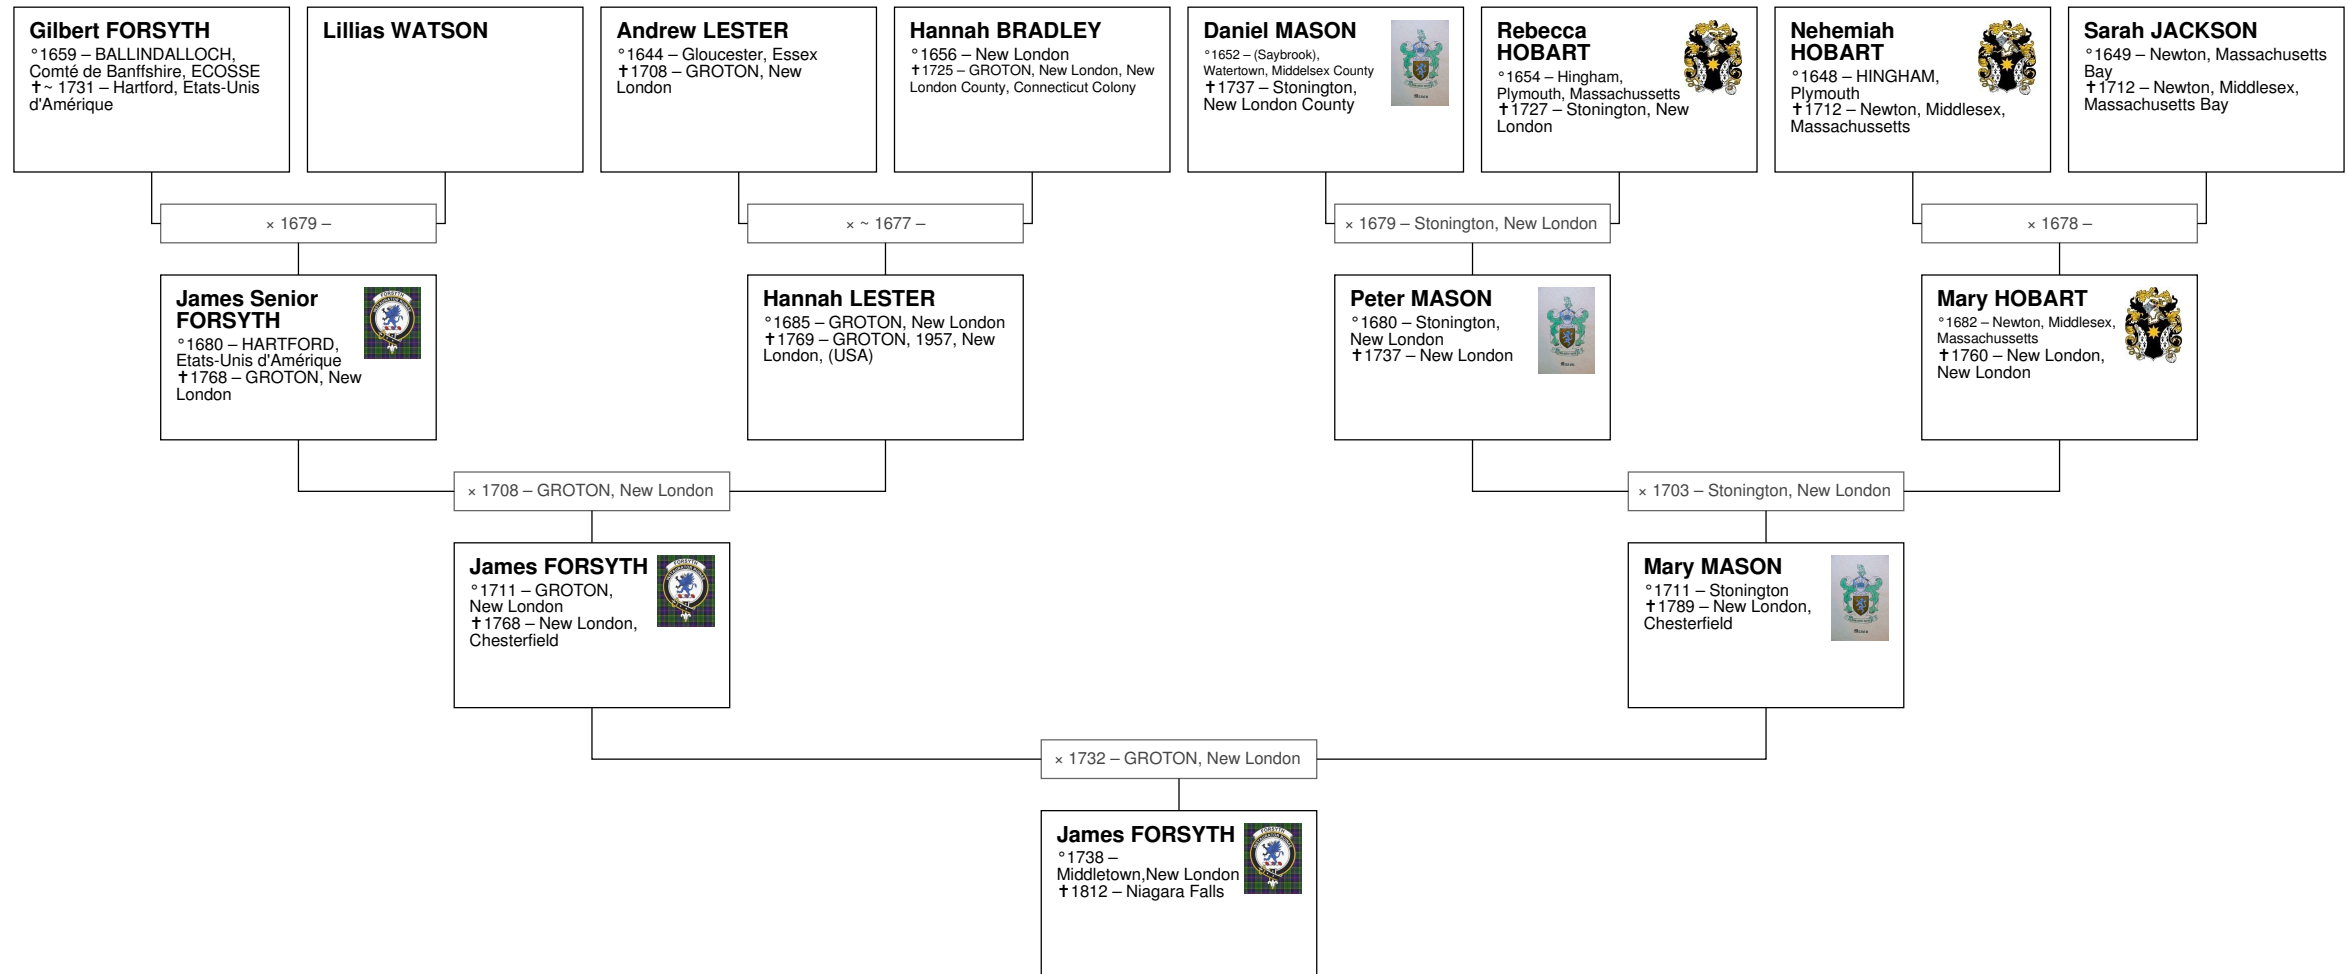 Gilbert FORSYTH
°1659 – BALLINDALLOCH,
Comté de Banffshire, ECOSSE
✝~ 1731 – Hartford, Etats-Unis
d'Amérique
Lillias WATSON
Andrew LESTER
°1644 – Gloucester, Essex
✝1708 – GROTON, New
London
Hannah BRADLEY
°1656 – New London
✝1725 – GROTON, New London, New
London County, Connecticut Colony
Daniel MASON
°1652 – (Saybrook),
Watertown, Middelsex County
✝1737 – Stonington,
New London County
Mason
Rebecca
HOBART
°1654 – Hingham,
Plymouth, Massachussetts
✝1727 – Stonington, New
London
Nehemiah
HOBART
°1648 – HINGHAM,
Plymouth
✝1712 – Newton, Middlesex,
Massachussetts
Sarah JACKSON
°1649 – Newton, Massachusetts
Bay
✝1712 – Newton, Middlesex,
Massachusetts Bay
× 1679 –
× ~ 1677 –
× 1679 – Stonington, New London
× 1678 –
James Senior
FORSYTH
°1680 – HARTFORD,
Etats-Unis d'Amérique
✝1768 – GROTON, New
London
FORSYTH
Hannah LESTER
°1685 – GROTON, New London
✝1769 – GROTON, 1957, New
London, (USA)
Peter MASON
°1680 – Stonington,
New London
✝1737 – New London
Mason
Mary HOBART
°1682 – Newton, Middlesex,
Massachussetts
✝1760 – New London,
New London
× 1708 – GROTON, New London
× 1703 – Stonington, New London
James FORSYTH
°1711 – GROTON,
New London
✝1768 – New London,
Chesterfield
FORSYTH
Mary MASON
°1711 – Stonington
✝1789 – New London,
Chesterfield
Mason
× 1732 – GROTON, New London
James FORSYTH
°1738 –
Middletown,New London
✝1812 – Niagara Falls
FORSYTH